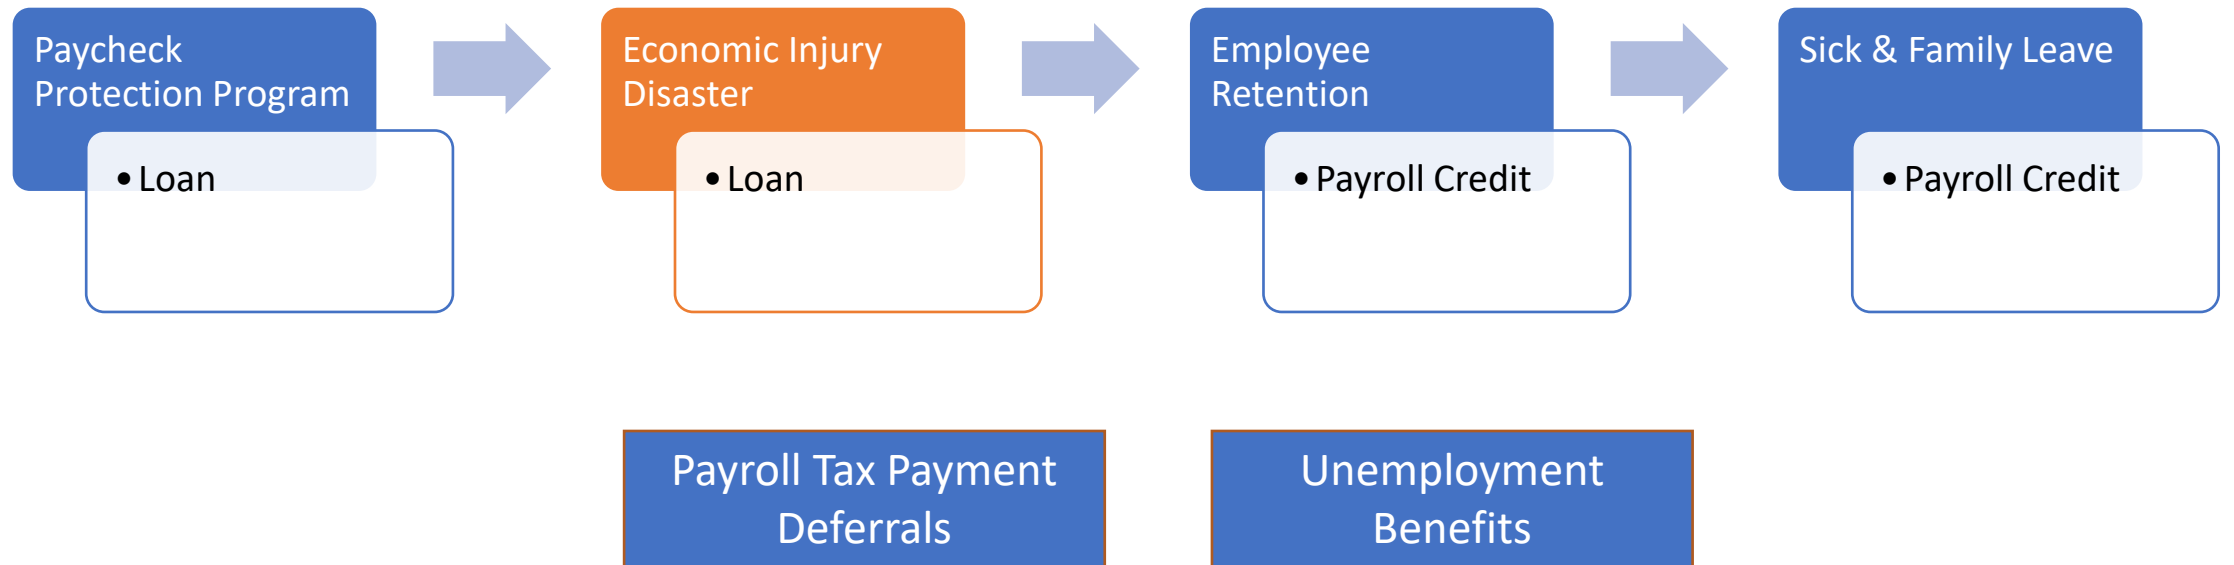 Paycheck
Protection Program
• Loan
Economic Injury
Disaster
• Loan
Employee
Retention
• Payroll Credit
Sick & Family Leave
• Payroll Credit
Payroll Tax Payment
Deferrals
Unemployment
Benefits